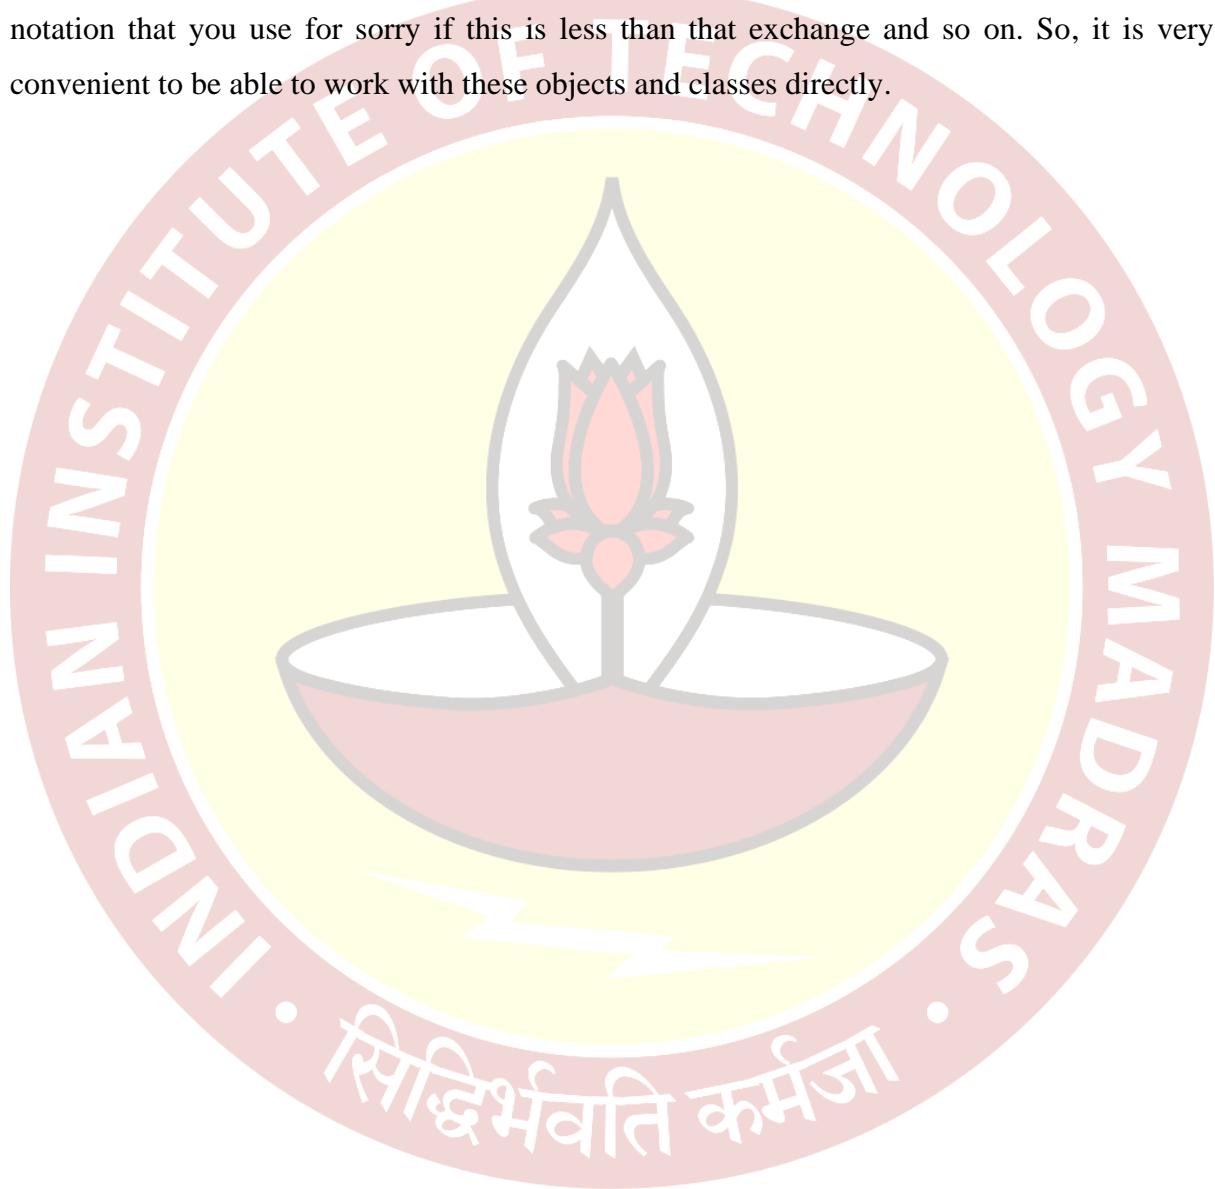 notation that you use for sorry if this is less than that exchange and so on. So, it is very
convenient to be able to work with these objects and classes directly.
INDIAN INSTITUTE OF TECHNOLOGY MADRAS
सिद्धिर्भवति कर्मजा